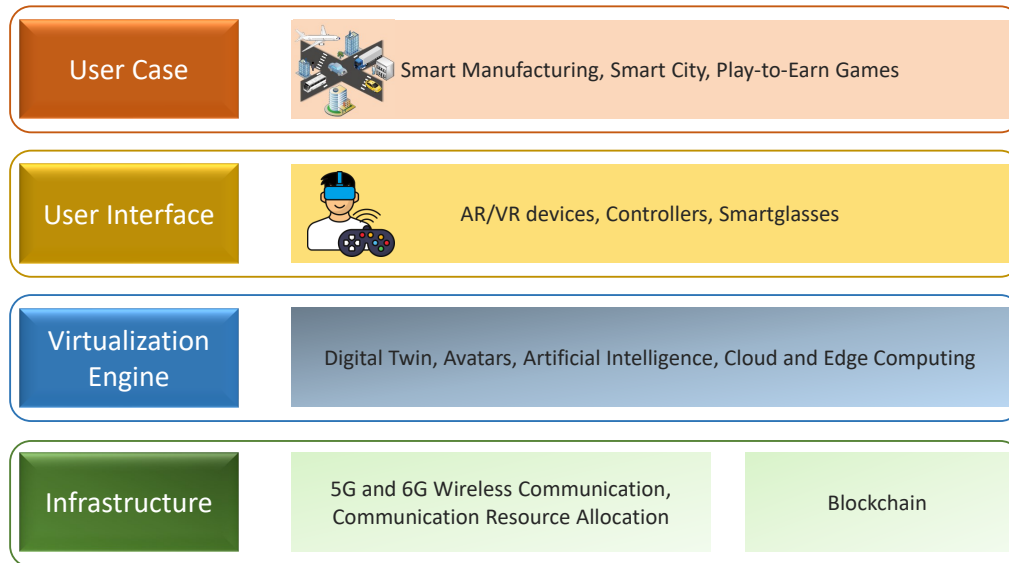 User Case
Smart Manufacturing, Smart City, Play-to-Earn Games
User Interface
AR/VR devices, Controllers, Smartglasses
Virtualization
Engine
Digital Twin, Avatars, Artificial Intelligence, Cloud and Edge Computing
Infrastructure
5G and 6G Wireless Communication,
Communication Resource Allocation
Blockchain